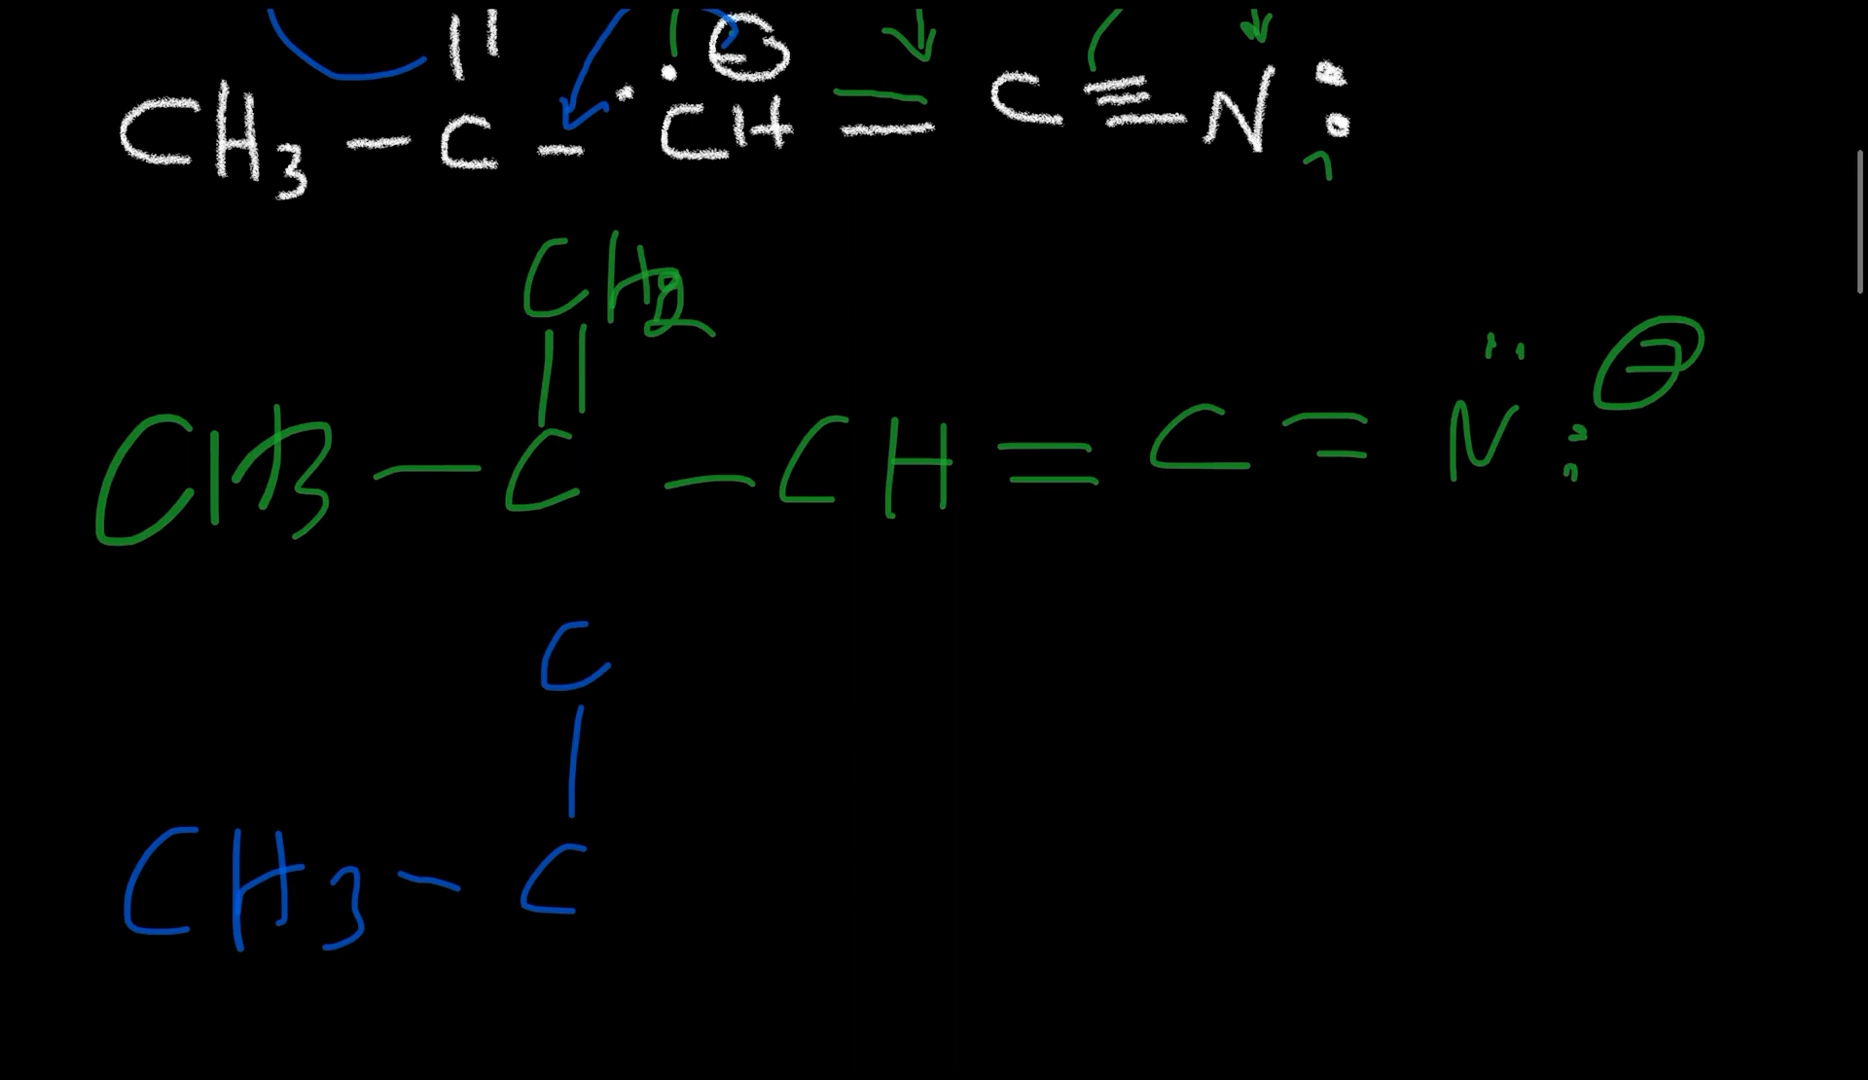 CH3 - C - :CH = C ≡ N:
CH2
CH3 - C - CH = C = N: ⊖
C
CH3 - C